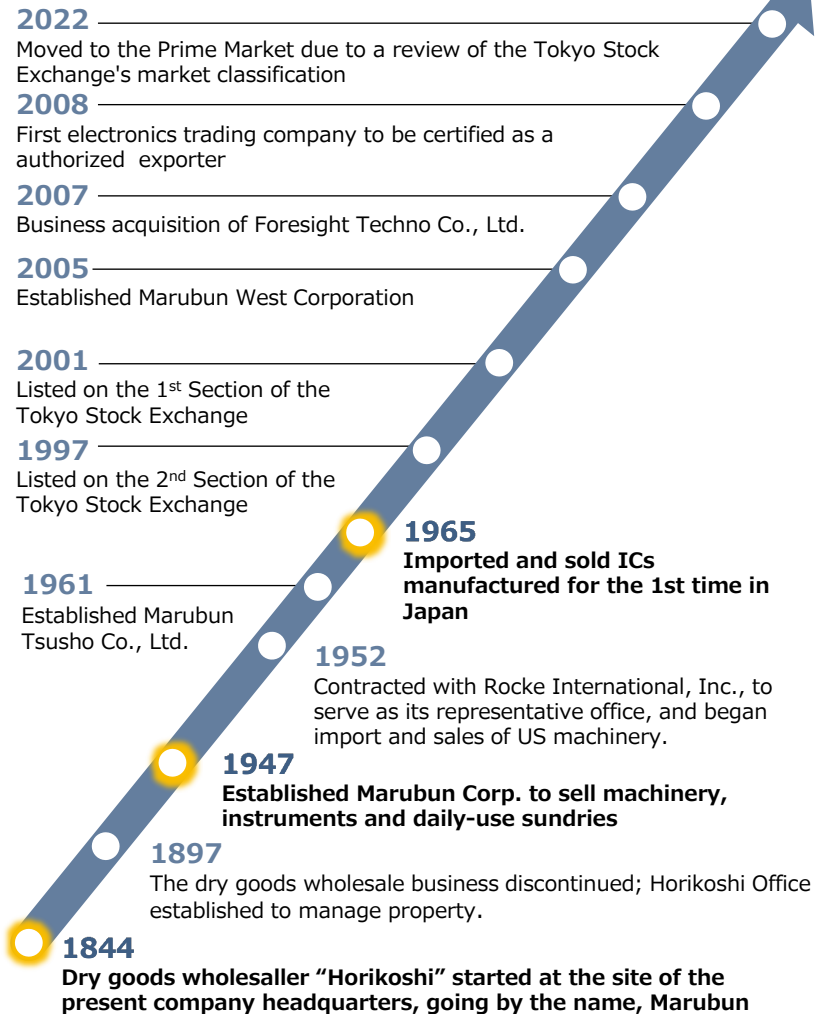 2022
Moved to the Prime Market due to a review of the Tokyo Stock
Exchange's market classification
2008
First electronics trading company to be certified as a
authorized  exporter
2007
Business acquisition of Foresight Techno Co., Ltd.
2005
Established Marubun West Corporation
2001
Listed on the 1st Section of the
Tokyo Stock Exchange
1997
Listed on the 2nd Section of the
Tokyo Stock Exchange
1965
Imported and sold ICs
manufactured for the 1st time in
Japan
1961
Established Marubun
Tsusho Co., Ltd.
1952
Contracted with Rocke International, Inc., to
serve as its representative office, and began
import and sales of US machinery.
1947
Established Marubun Corp. to sell machinery,
instruments and daily-use sundries
1897
The dry goods wholesale business discontinued; Horikoshi Office
established to manage property.
1844
Dry goods wholesaller “Horikoshi” started at the site of the
present company headquarters, going by the name, Marubun